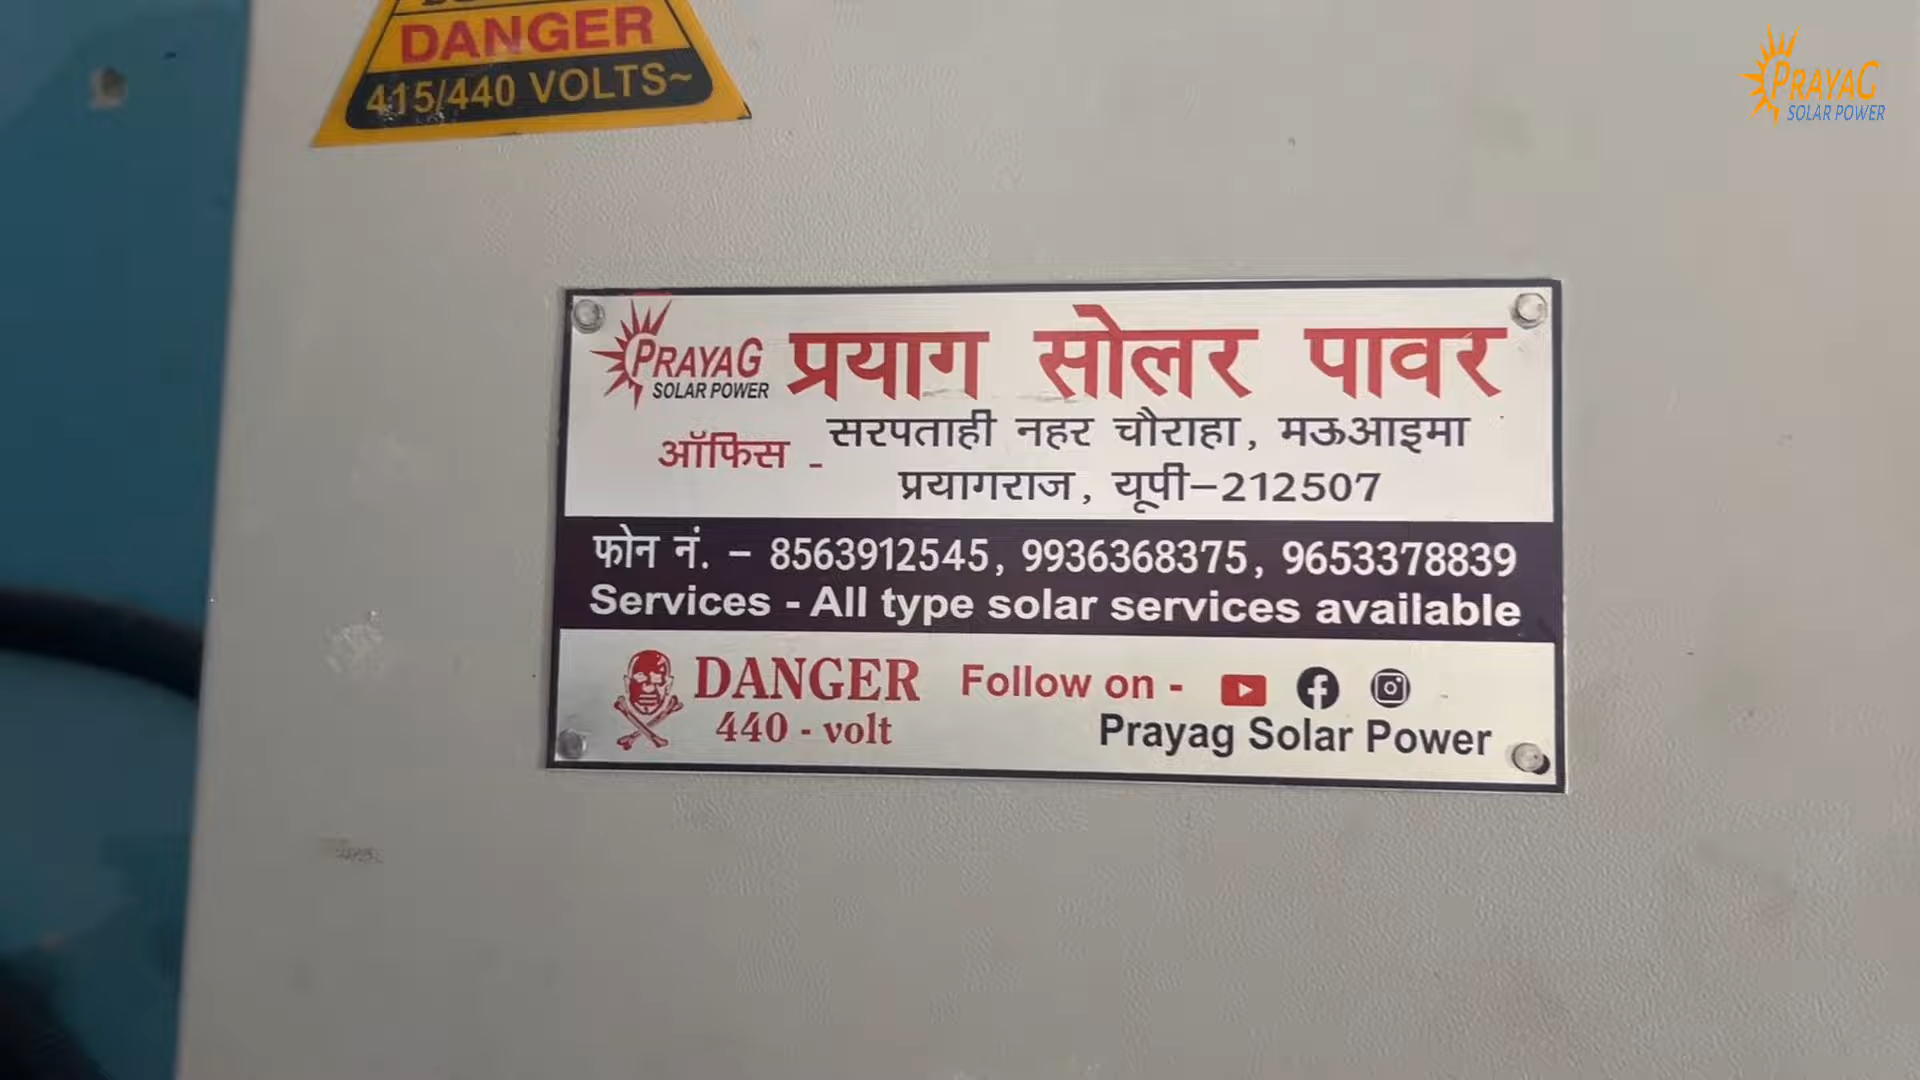 DANGER
415/440 VOLTS~
PRAYAG
SOLAR POWER
PRAYAG
SOLAR POWER
प्रयाग सोलर पावर
ऑफिस - सरपताही नहर चौराहा, मऊआइमा
प्रयागराज, यूपी-212507
फोन नं. - 8563912545, 9936368375, 9653378839
Services - All type solar services available
DANGER
440 - volt
Follow on -
Prayag Solar Power